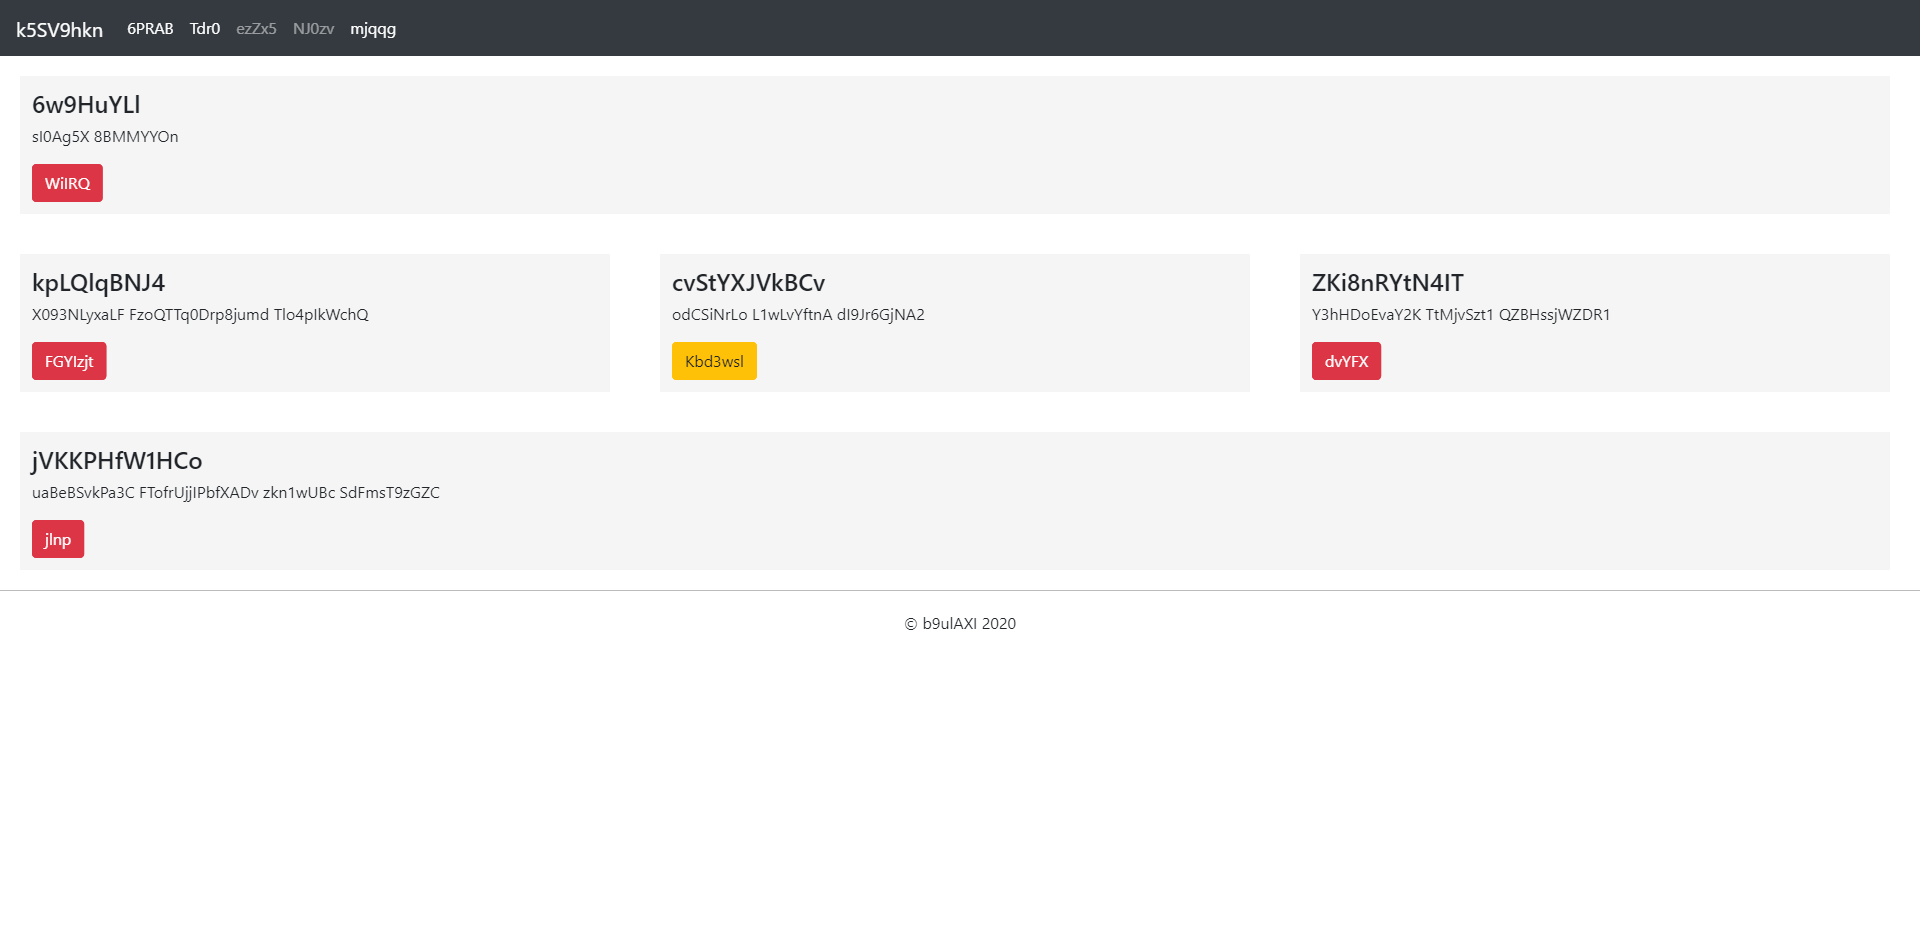 k5SV9hkn 6PRAB Tdr0 ezZx5 NJ0zv mjqqg
6w9HuYLl
sI0Ag5X 8BMMYYOn
WiIRQ
kpLQlqBNJ4
X093NLyxaLF FzoQTTq0Drp8jumd Tlo4pIkWchQ
FGYIzjt
cvStYXJVkBCv
odCSiNrLo L1wLvYftnA dI9Jr6GjNA2
Kbd3wsl
ZKi8nRYtN4IT
Y3hHDoEvaY2K TtMjvSzt1 QZBHssjWZDR1
dvYFX
jVKKPHfW1HCo
uaBeBSvkPa3C FTofrUjjIPbfXADv zkn1wUBc SdFmsT9zGZC
jlnp
© b9ulAXI 2020